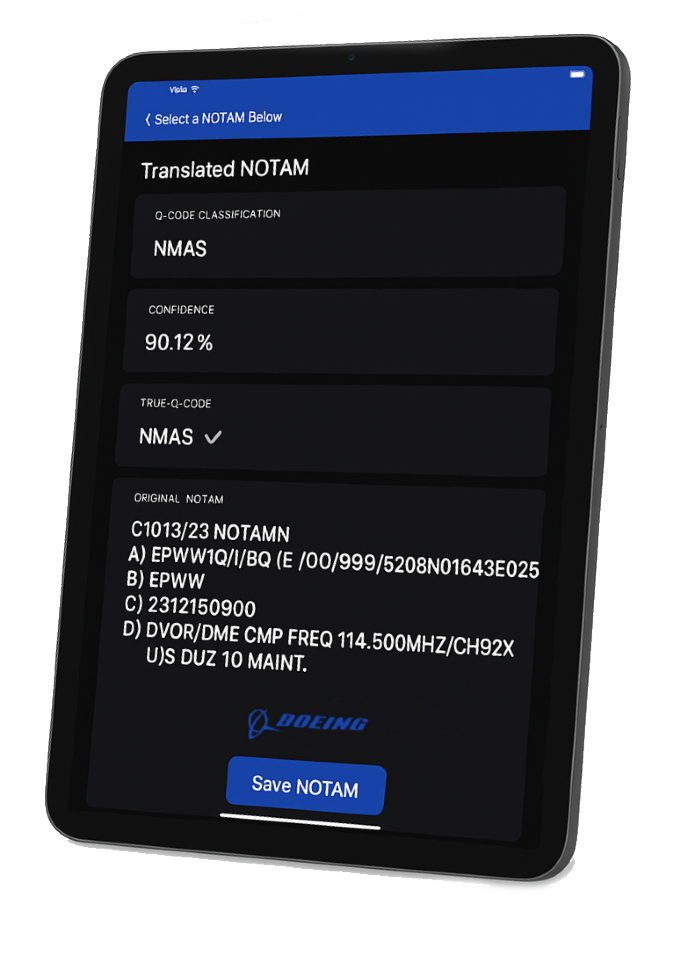 Vista
Select a NOTAM Below
Translated NOTAM
Q-CODE CLASSIFICATION
NMAS
CONFIDENCE
90.12%
TRUE-Q-CODE
NMAS
ORIGINAL NOTAM
C1013/23 NOTAMN
A) EPWW1Q/I/BQ (E /OO/999/5208N01643E025
B) EPWW
C) 2312150900
D) DVOR/DME CMP FREQ 114.500MHZ/CH92X
U)S DUZ 10 MAINT.
BOEING
Save NOTAM